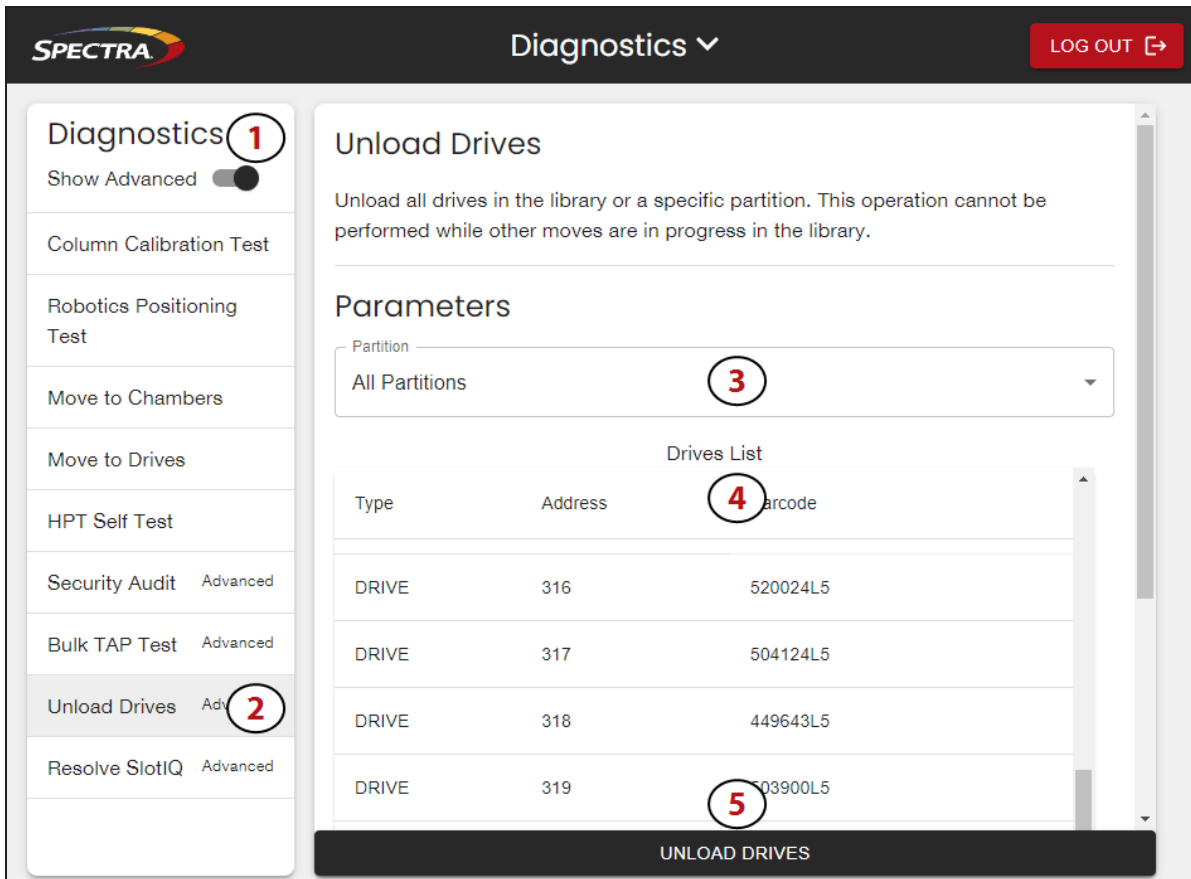 SPECTRA.
Diagnostics
LOG OUT
Diagnostics
1
Show Advanced
Column Calibration Test
Robotics Positioning
Test
Move to Chambers
Move to Drives
HPT Self Test
Security Audit Advanced
Bulk TAP Test Advanced
Unload Drives
2
Resolve SlotIQ Advanced
Unload Drives
Unload all drives in the library or a specific partition. This operation cannot be
performed while other moves are in progress in the library.
Parameters
Partition
All Partitions
3
Drives List
Type Address 4 arcode
DRIVE 316 520024L5
DRIVE 317 504124L5
DRIVE 318 449643L5
DRIVE 319
5
UNLOAD DRIVES